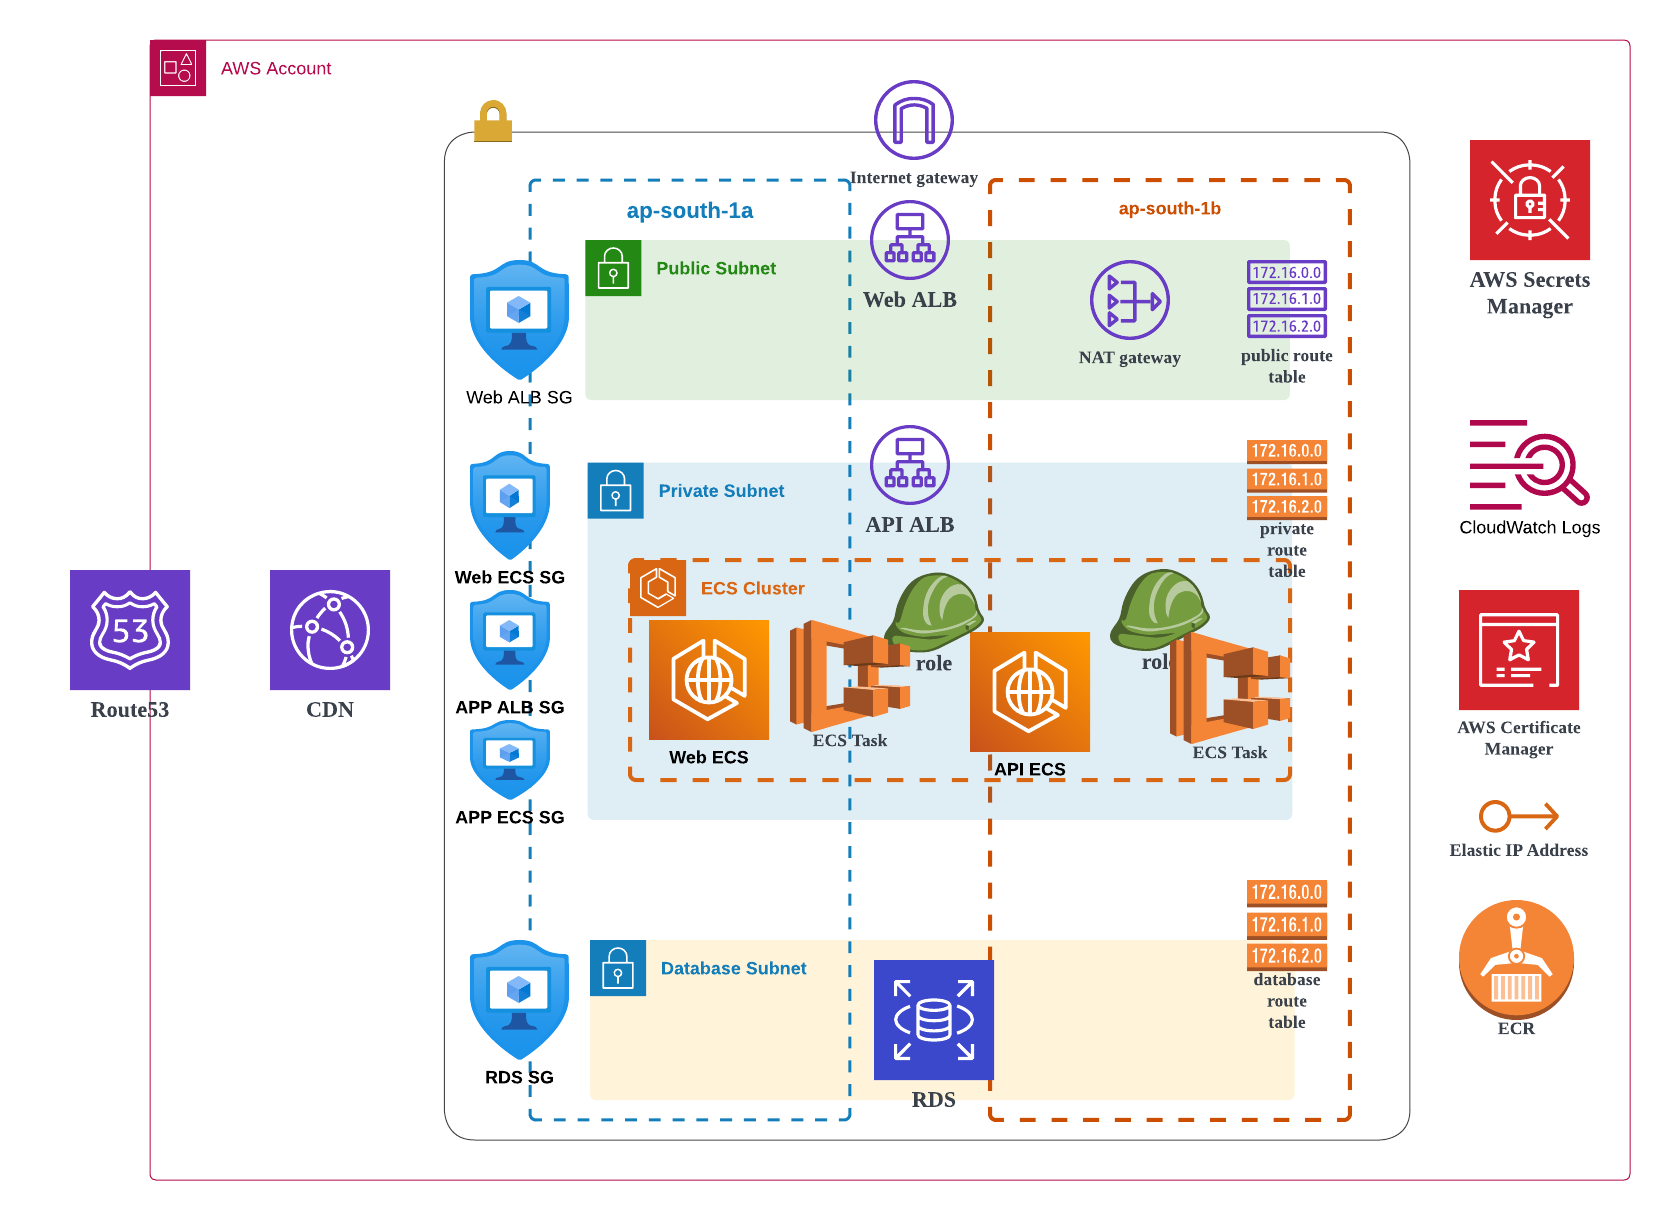 AWS Account
Internet gateway
ap-south-1a
ap-south-1b
Public Subnet
Web ALB
NAT gateway
172.16.0.0
172.16.1.0
172.16.2.0
public route
table
Web ALB SG
AWS Secrets
Manager
Private Subnet
API ALB
172.16.0.0
172.16.1.0
172.16.2.0
private
route
table
CloudWatch Logs
Web ECS SG
ECS Cluster
role
role
53
Route53
CDN
APP ALB SG
Web ECS
ECS Task
API ECS
ECS Task
APP ECS SG
AWS Certificate
Manager
Elastic IP Address
172.16.0.0
172.16.1.0
172.16.2.0
database
route
table
Database Subnet
RDS SG
RDS
ECR